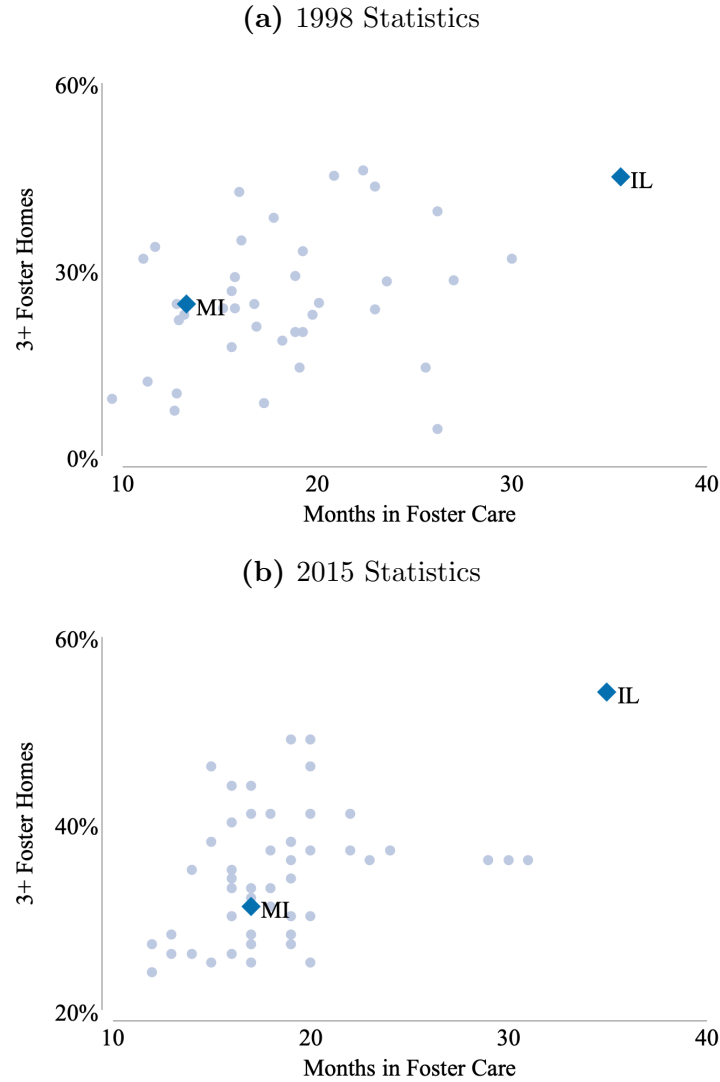 (a) 1998 Statistics
60%
30%
0%
3+ Foster Homes
IL
MI
10 20 30 40
Months in Foster Care
(b) 2015 Statistics
60%
40%
20%
3+ Foster Homes
IL
MI
10 20 30 40
Months in Foster Care